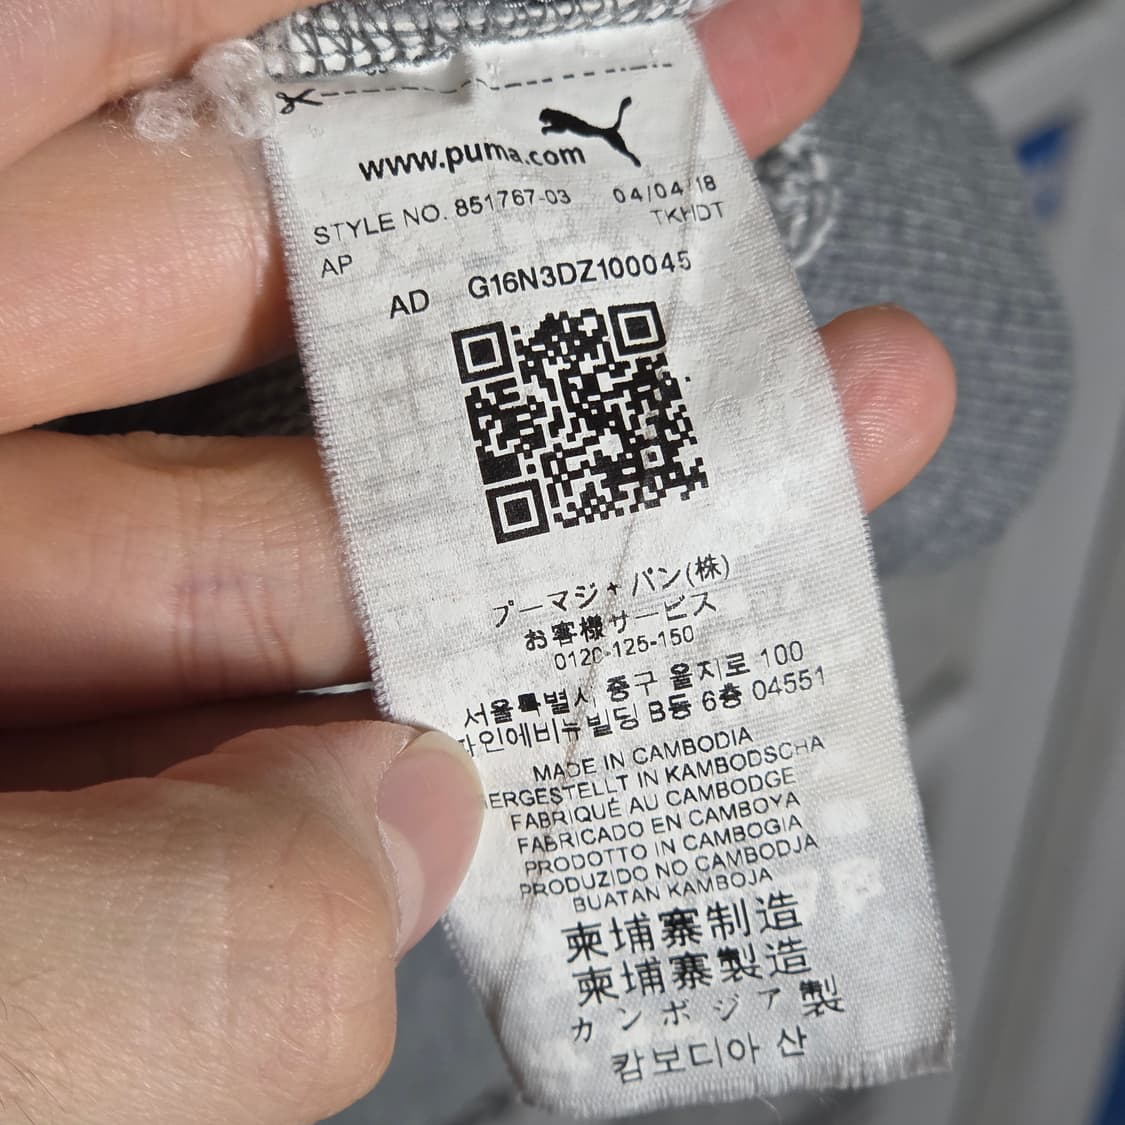 www.puma.com
STYLE NO. 851767-03 04/04/18
AP TKHDT
AD G16N3DZ100045
プーマジャパン(株)
お客様サービス
0120-125-150
서울특별시 중구 을지로 100
파인에비뉴빌딩 B동 6층 04551
MADE IN CAMBODIA
HERGESTELLT IN KAMBODSCHA
FABRIQUÉ AU CAMBODGE
FABRICADO EN CAMBOYA
PRODOTTO IN CAMBOGIA
PRODUZIDO NO CAMBODJA
BUATAN KAMBOJA
柬埔寨制造
柬埔寨製造
カンボジア製
캄보디아 산